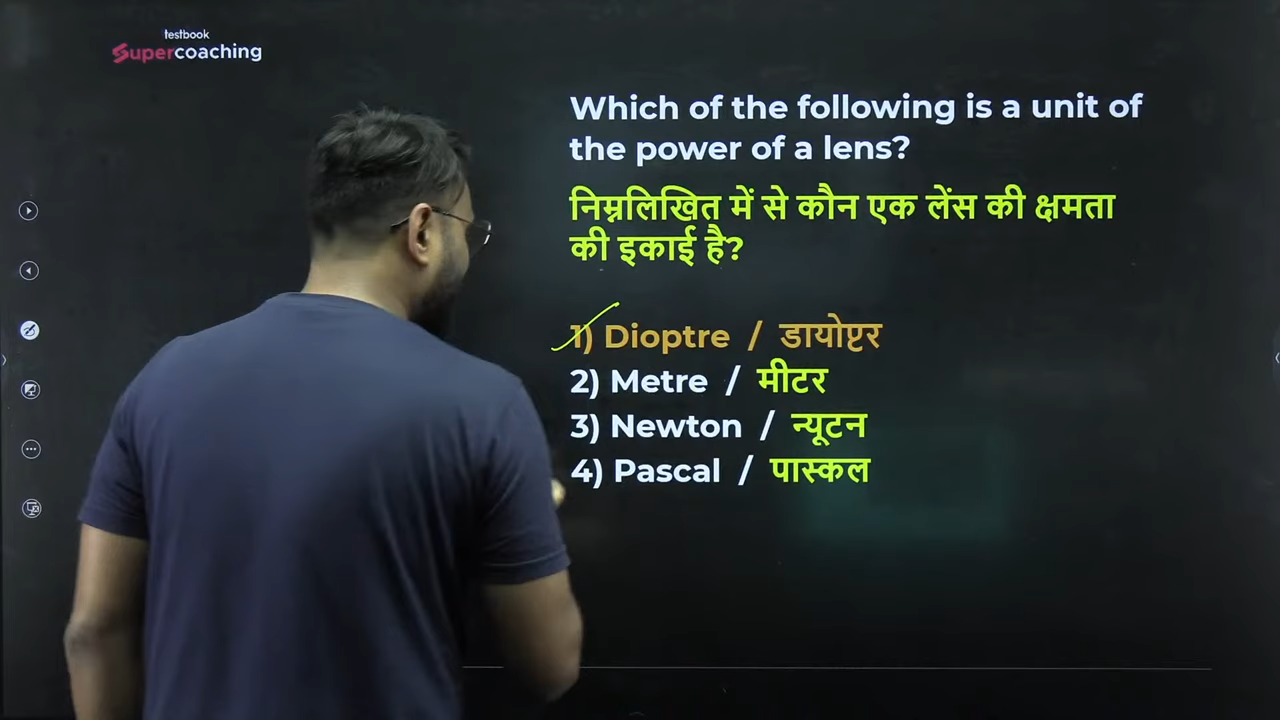 testbook
Supercoaching
Which of the following is a unit of
the power of a lens?
निम्नलिखित में से कौन एक लेंस की क्षमता
की इकाई है?
1) Dioptre / डायोप्टर
2) Metre / मीटर
3) Newton / न्यूटन
4) Pascal / पास्कल